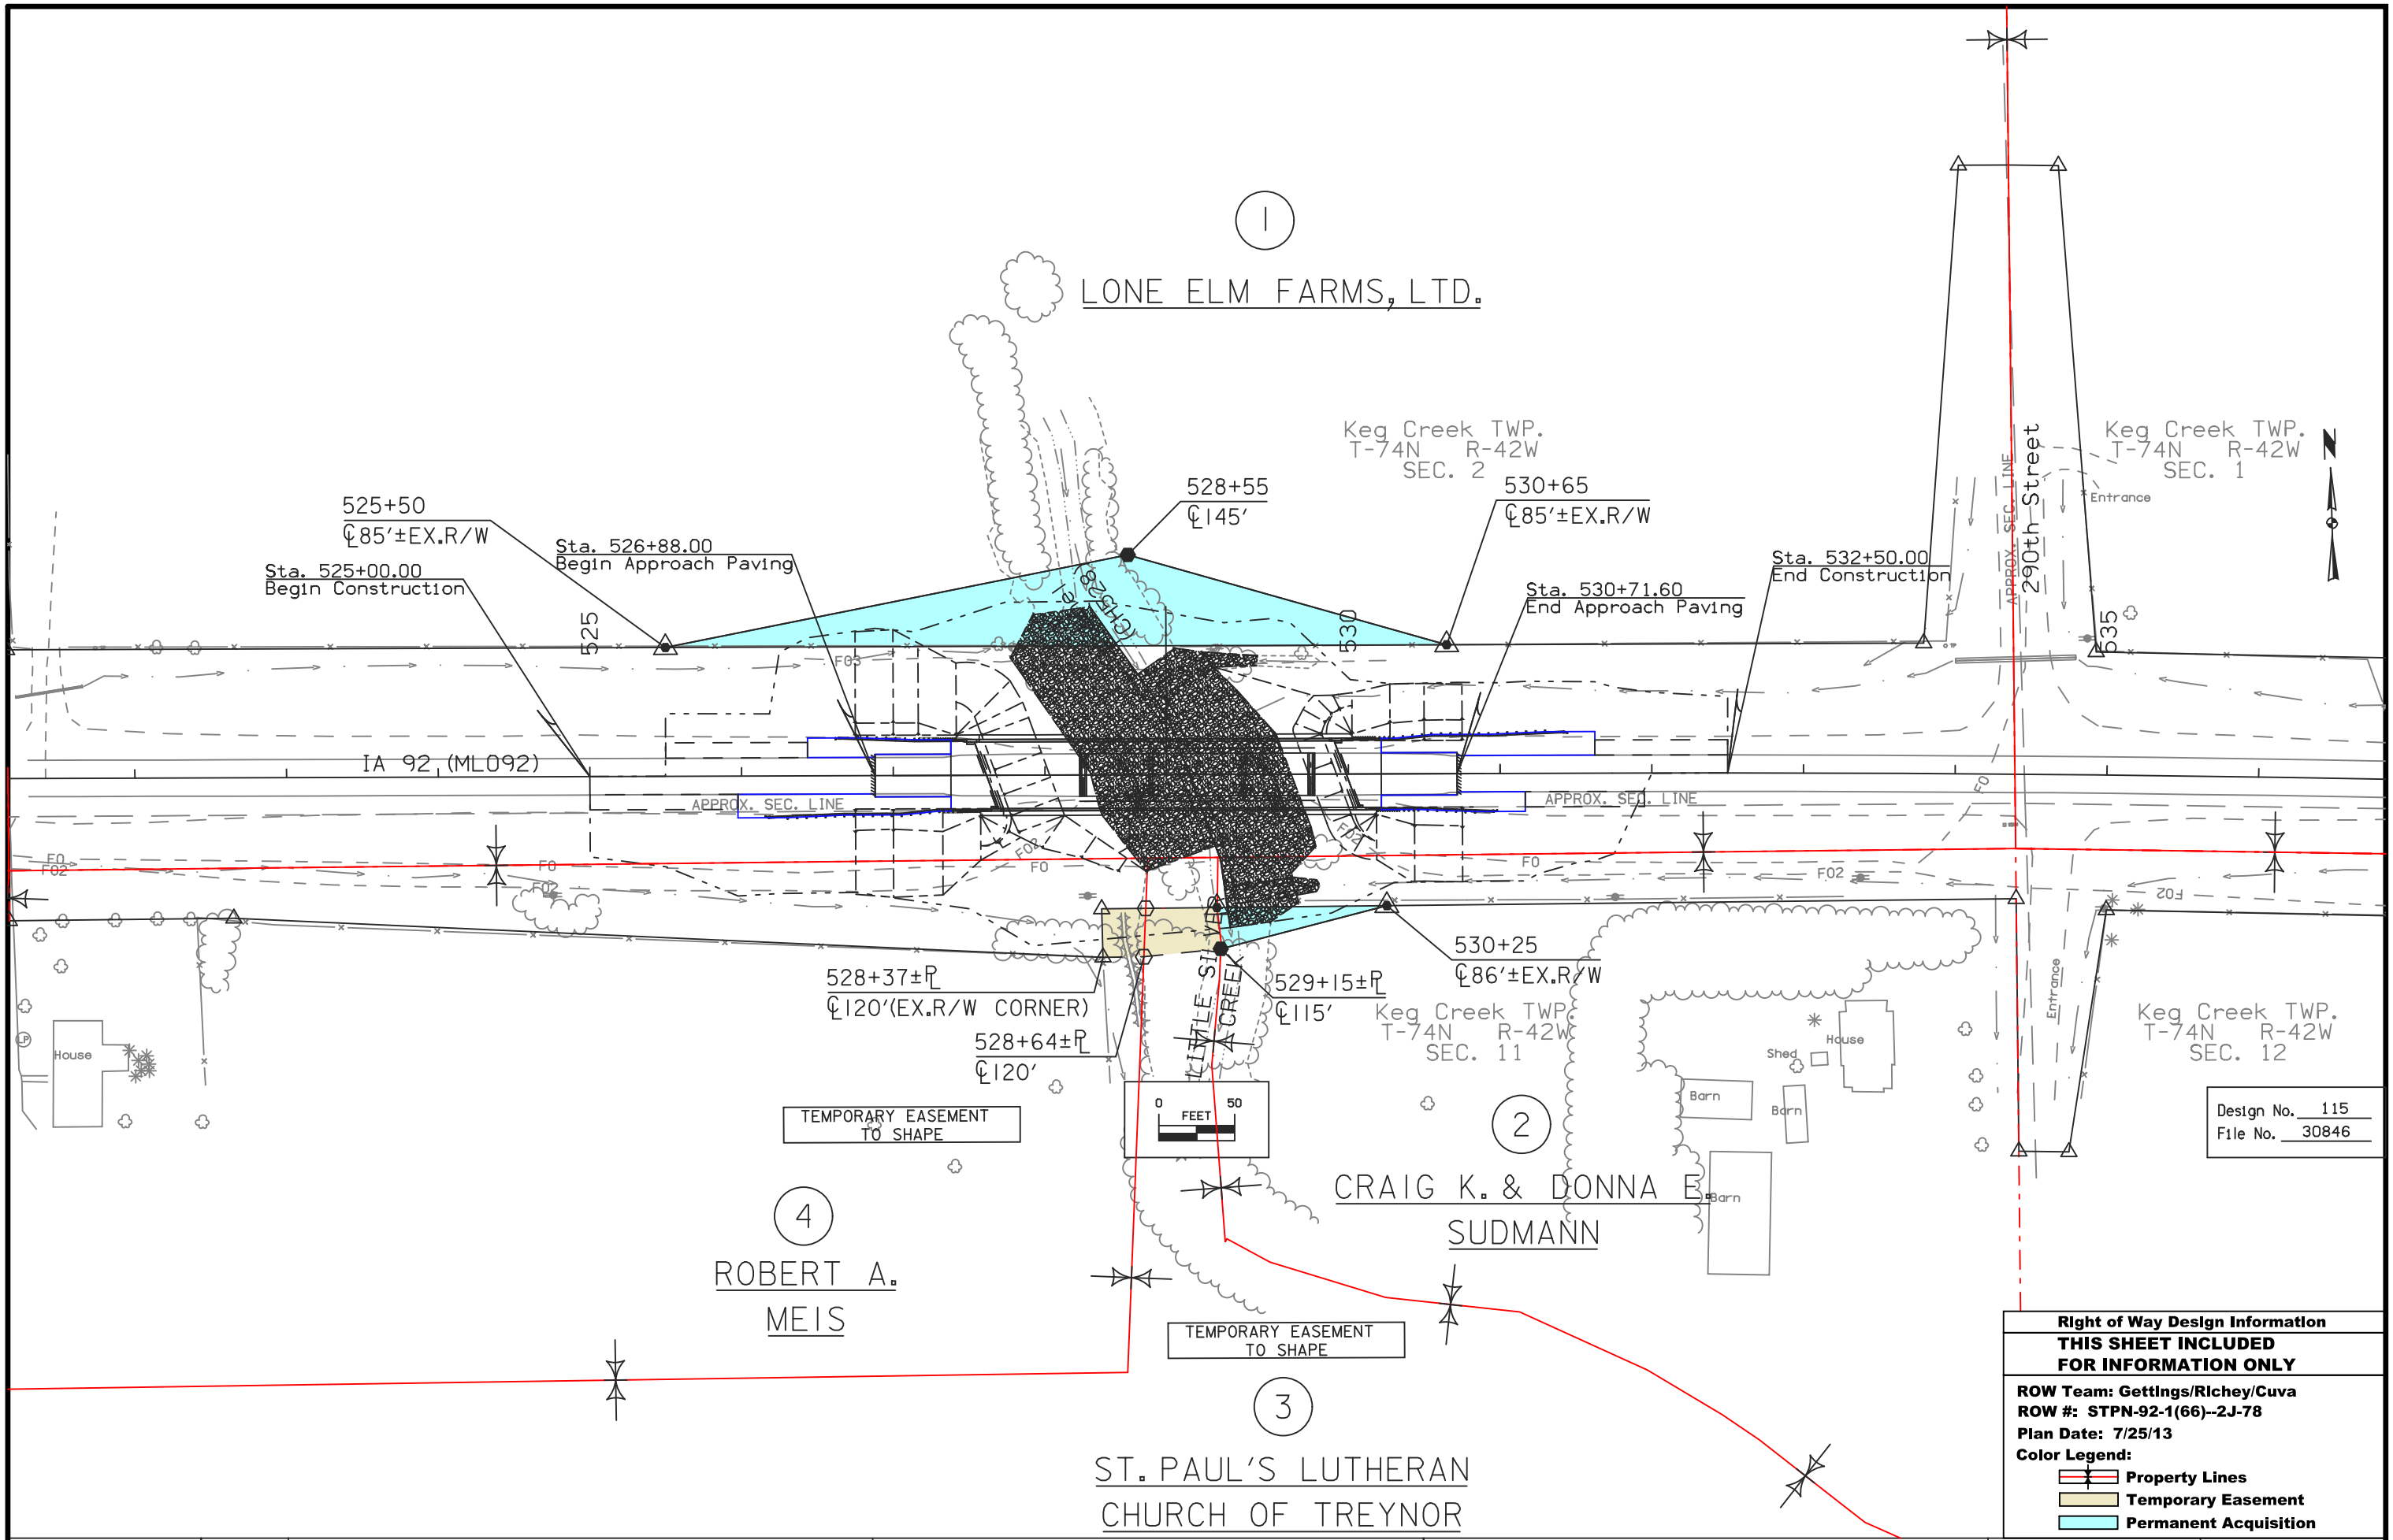 1
LONE ELM FARMS, LTD.
Keg Creek TWP.
T-74N R-42W
SEC. 2
Keg Creek TWP.
T-74N R-42W
SEC. 1
N
290th Street
APPROX. SEC. LINE
Entrance
525+50
℄85'±EX.R/W
528+55
℄145'
530+65
℄85'±EX.R/W
Sta. 526+88.00
Begin Approach Paving
Sta. 525+00.00
Begin Construction
Sta. 532+50.00
End Construction
Sta. 530+71.60
End Approach Paving
525
530
535
FO3
IA 92 (ML092)
APPROX. SEC. LINE
APPROX. SEC. LINE
FO
FO
FO2
FO
FO2
FO2
FO
FO2
FO
FO2
FO2
528+37±PL
℄120'(EX.R/W CORNER)
528+64±PL
℄120'
529+15±PL
℄115'
530+25
℄86'±EX.R/W
LITTLE SILVER
CREEK
Keg Creek TWP.
T-74N R-42W
SEC. 11
Keg Creek TWP.
T-74N R-42W
SEC. 12
Entrance
House
LP
House
Shed
Barn
Barn
Barn
0 50
FEET
TEMPORARY EASEMENT
TO SHAPE
Design No. 115
File No. 30846
2
CRAIG K. & DONNA E.
SUDMANN
4
ROBERT A.
MEIS
TEMPORARY EASEMENT
TO SHAPE
3
ST. PAUL'S LUTHERAN
CHURCH OF TREYNOR
Right of Way Design Information
THIS SHEET INCLUDED
FOR INFORMATION ONLY
ROW Team: Gettings/Richey/Cuva
ROW #: STPN-92-1(66)--2J-78
Plan Date: 7/25/13
Color Legend:
Property Lines
Temporary Easement
Permanent Acquisition